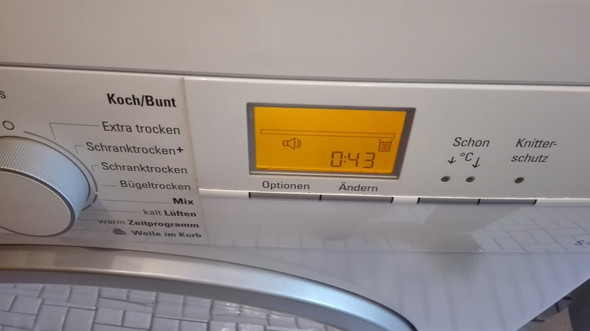 s
Koch/Bunt
Extra trocken
Schranktrocken+
Schranktrocken
Bügeltrocken
Mix
kalt Lüften
warm Zeitprogramm
Wolle im Korb
0:43
Optionen
Ändern
Schon
°C
Knitter-
schutz
S-